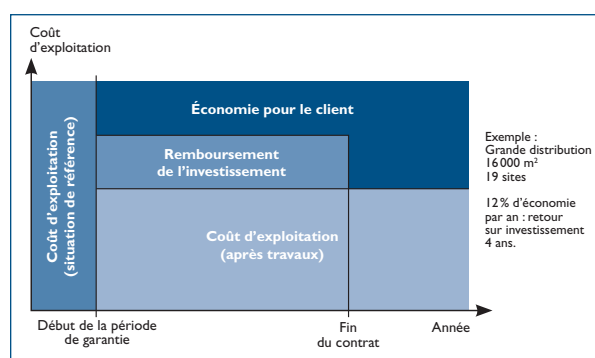 Coût
d'exploitation
Coût d'exploitation
(situation de référence)
Économie pour le client
Remboursement
de l'investissement
Coût d'exploitation
(après travaux)
Exemple :
Grande distribution
16 000 m²
19 sites
12 % d'économie
par an : retour
sur investissement
4 ans.
Début de la période
de garantie
Fin
du contrat
Année